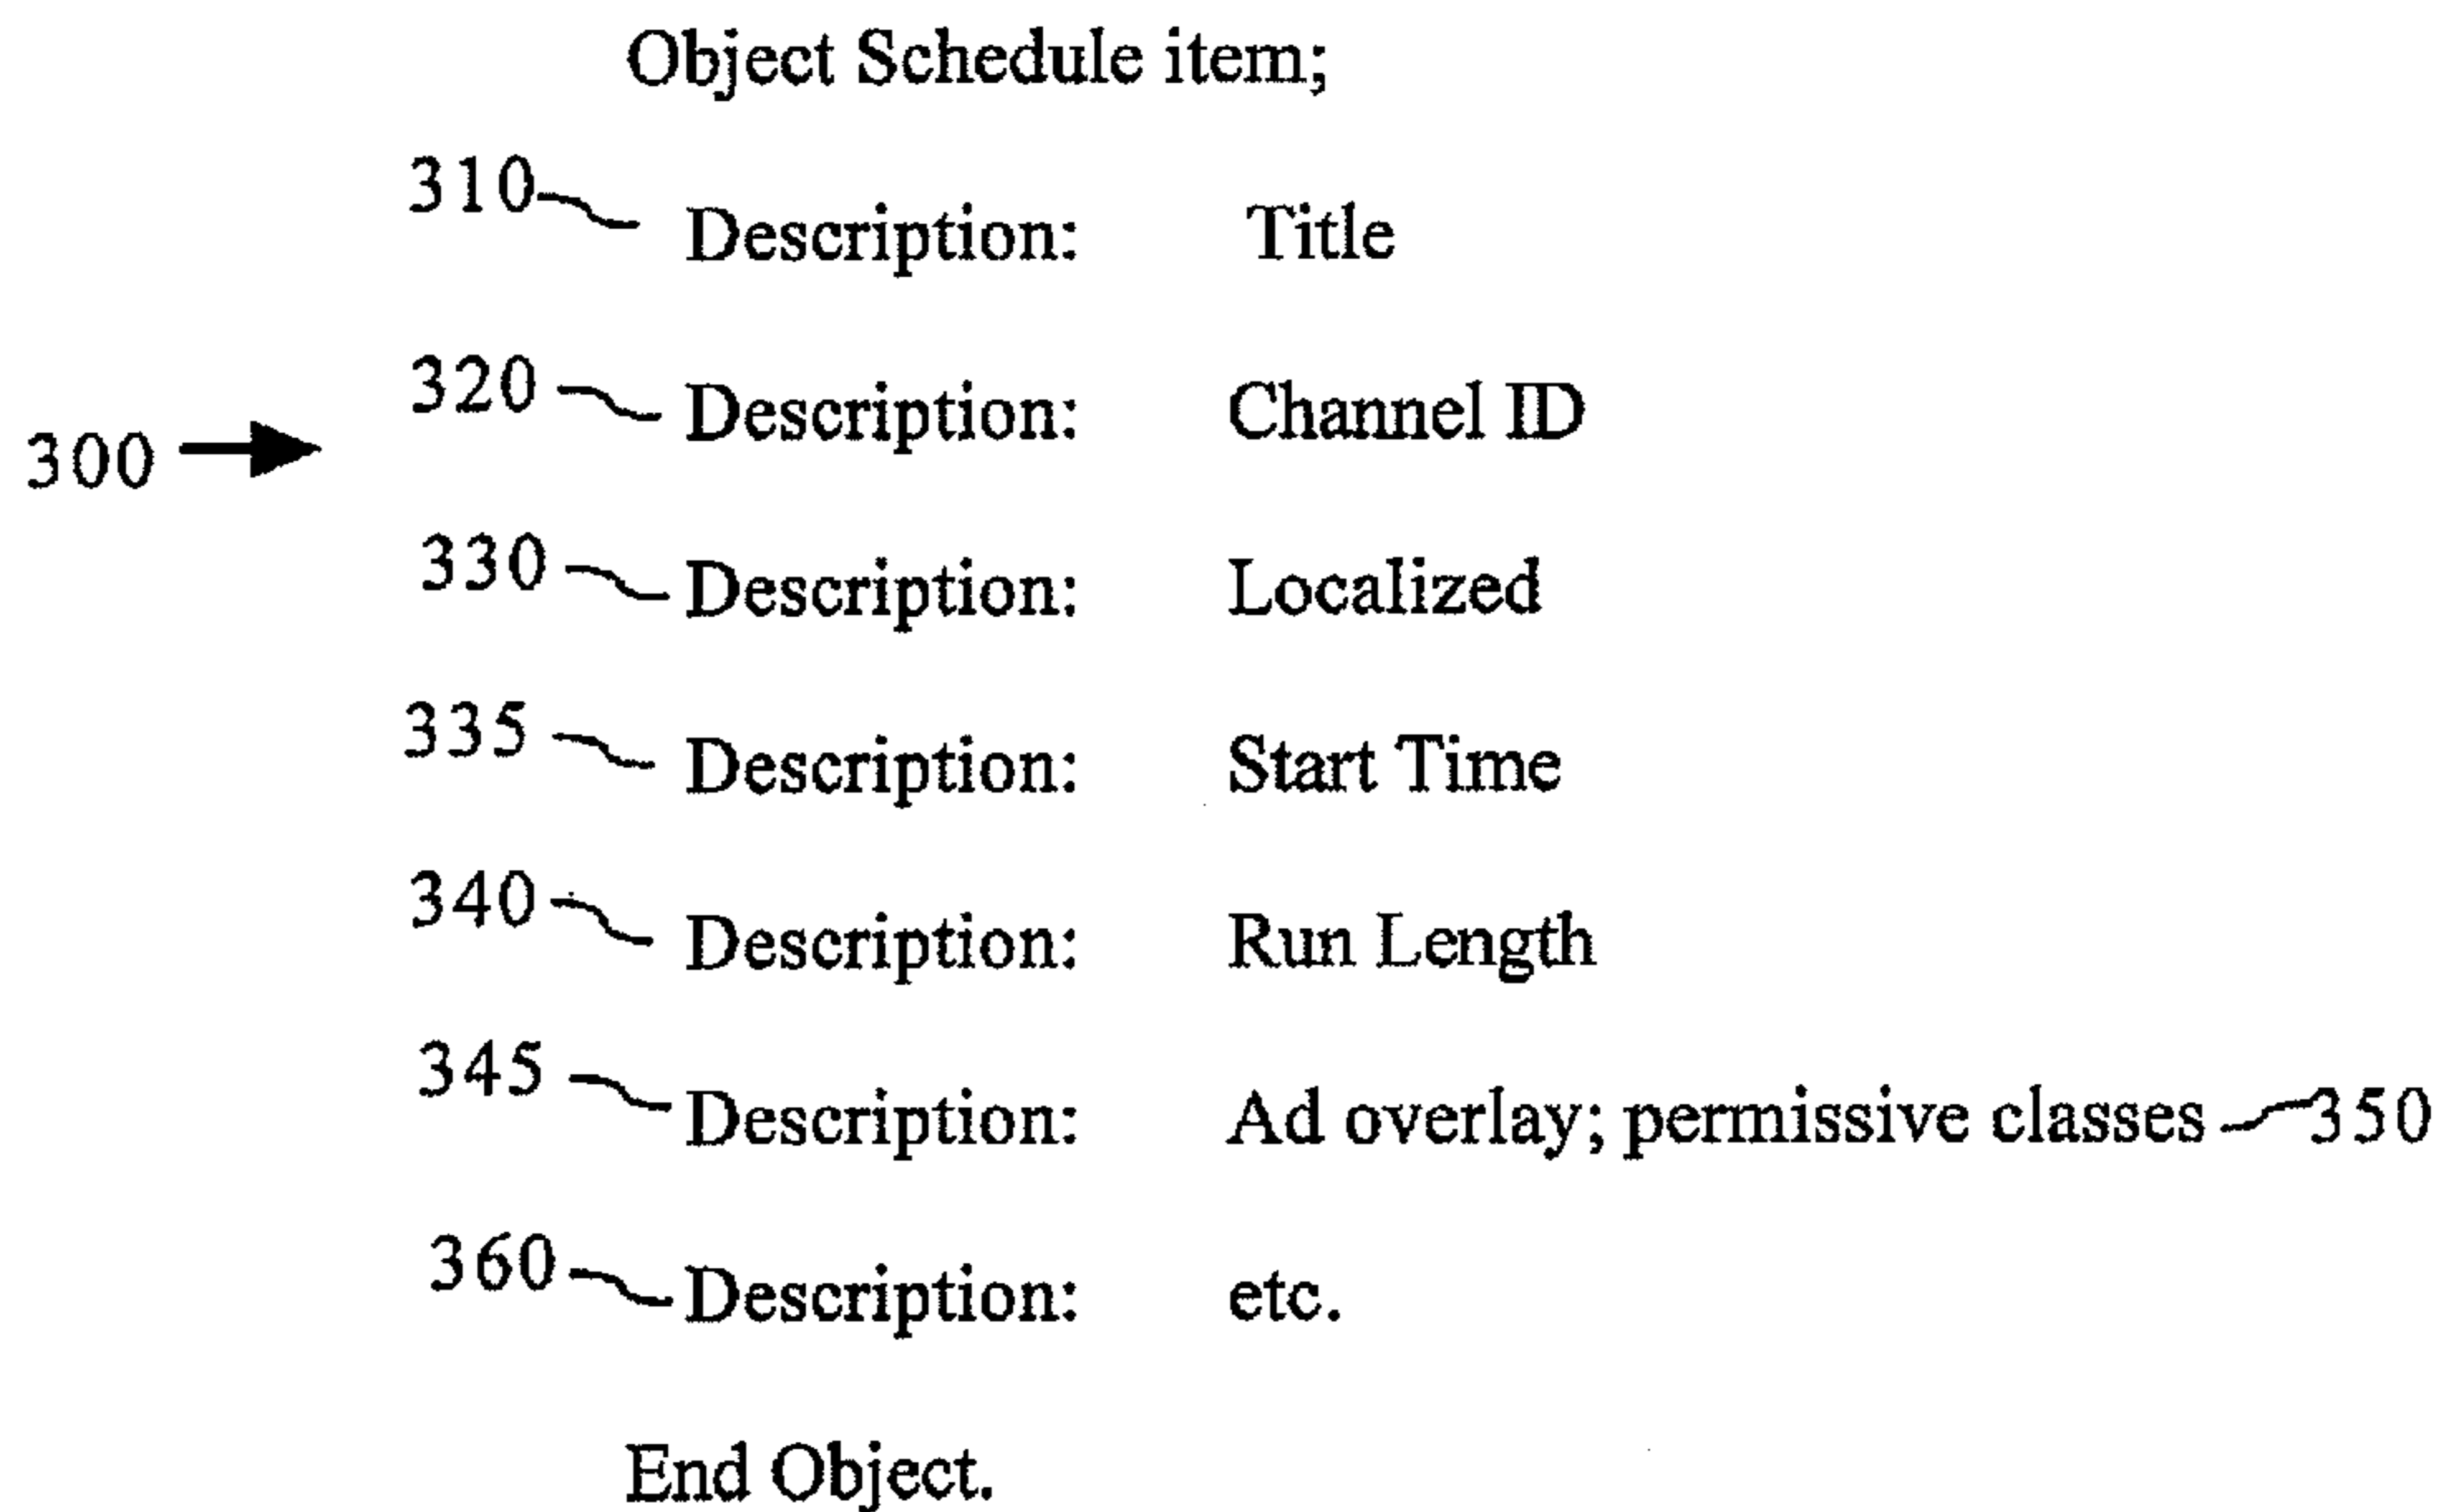 Object Schedule item;
310 Description: Title
320 Description: Channel ID
300
330 Description: Localized
335 Description: Start Time
340 Description: Run Length
345 Description: Ad overlay; permissive classes 350
360 Description: etc.
End Object.